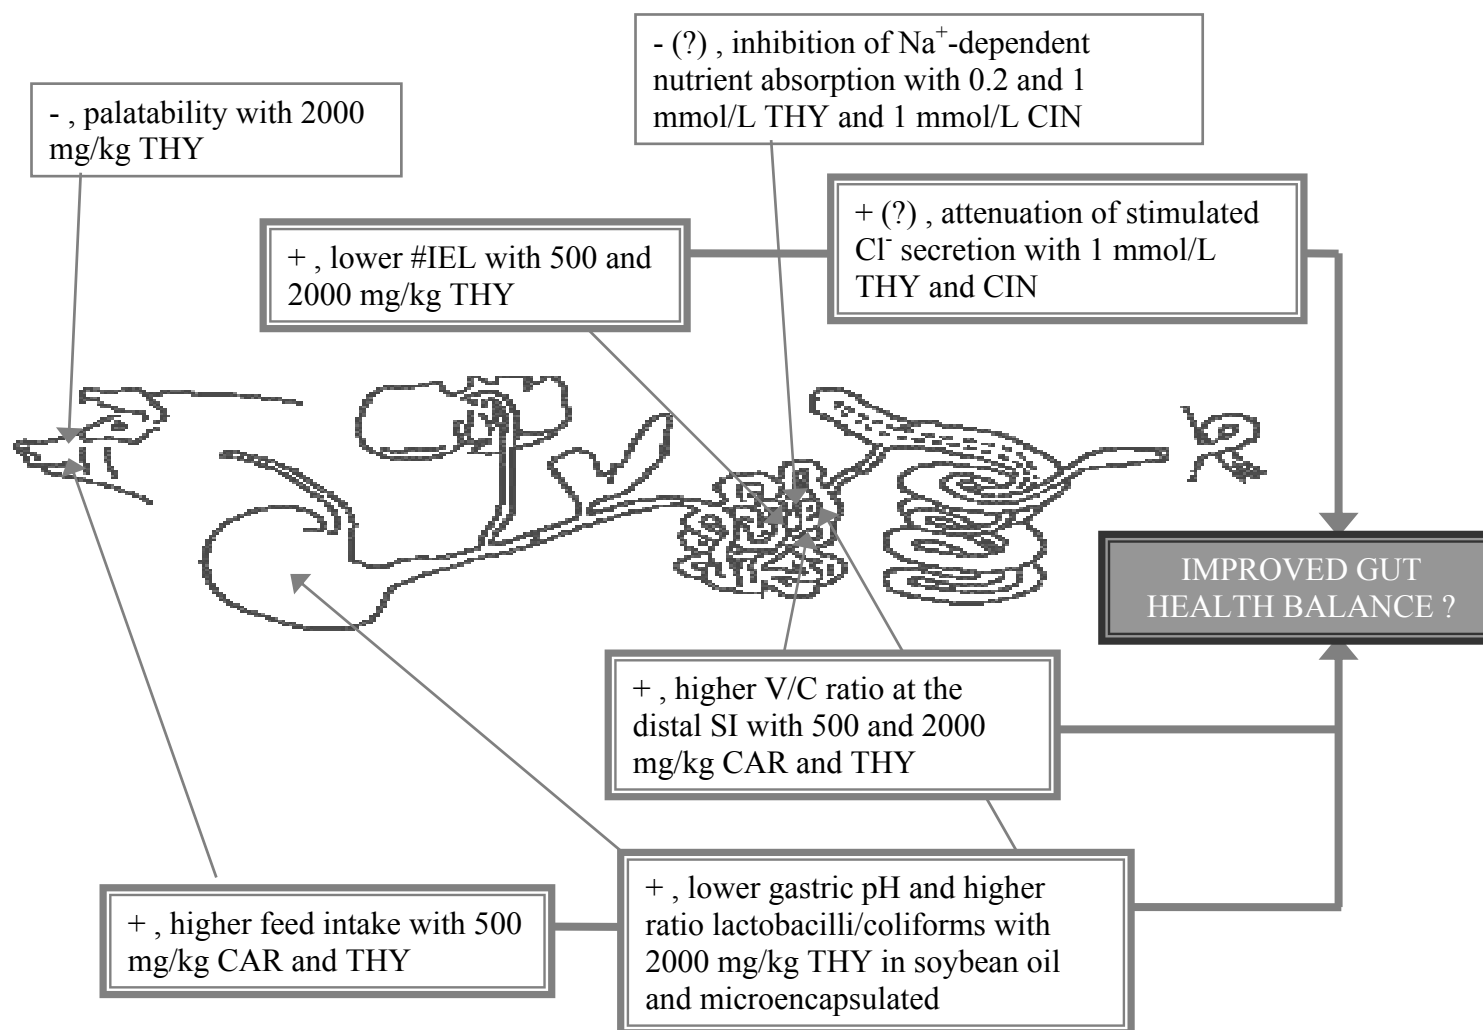 - (?) , inhibition of Na⁺-dependent
nutrient absorption with 0.2 and 1
mmol/L THY and 1 mmol/L CIN
- , palatability with 2000
mg/kg THY
+ (?) , attenuation of stimulated
Cl⁻ secretion with 1 mmol/L
THY and CIN
+ , lower #IEL with 500 and
2000 mg/kg THY
IMPROVED GUT
HEALTH BALANCE ?
+ , higher V/C ratio at the
distal SI with 500 and 2000
mg/kg CAR and THY
+ , higher feed intake with 500
mg/kg CAR and THY
+ , lower gastric pH and higher
ratio lactobacilli/coliforms with
2000 mg/kg THY in soybean oil
and microencapsulated